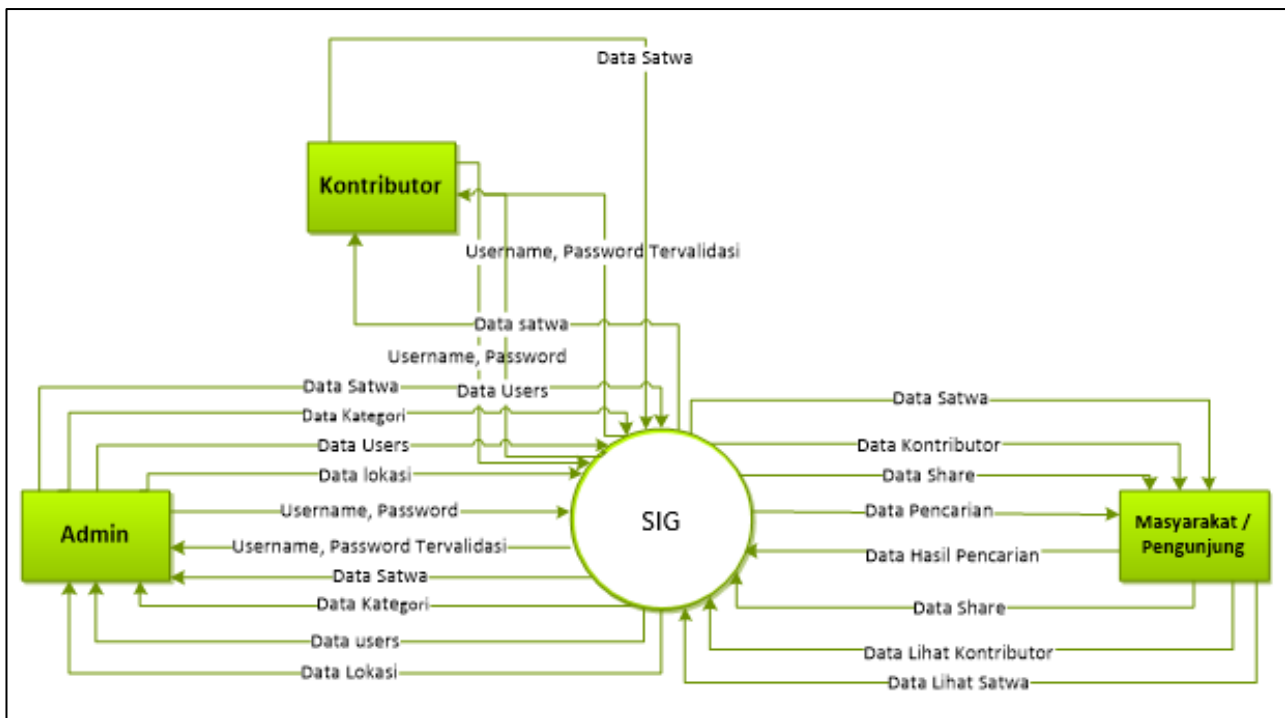 Data Satwa
Kontributor
Username, Password Tervalidasi
Data satwa
Username, Password
Data Users
Data Satwa
Data Kategori
Data Users
Data lokasi
Username, Password
Username, Password Tervalidasi
Data Satwa
Data Kategori
Data users
Data Lokasi
Admin
SIG
Data Satwa
Data Kontributor
Data Share
Data Pencarian
Data Hasil Pencarian
Data Share
Data Lihat Kontributor
Data Lihat Satwa
Masyarakat /
Pengunjung